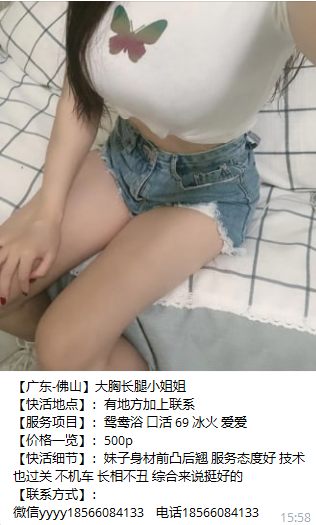 【广东-佛山】大胸长腿小姐姐
【快活地点】：有地方加上联系
【服务项目】：鸳鸯浴 口活 69 冰火 爱爱
【价格一览】：500p
【快活细节】：妹子身材前凸后翘 服务态度好 技术
也过关 不机车 长相不丑 综合来说挺好的
【联系方式】：
微信yyyy18566084133 电话18566084133
15:58